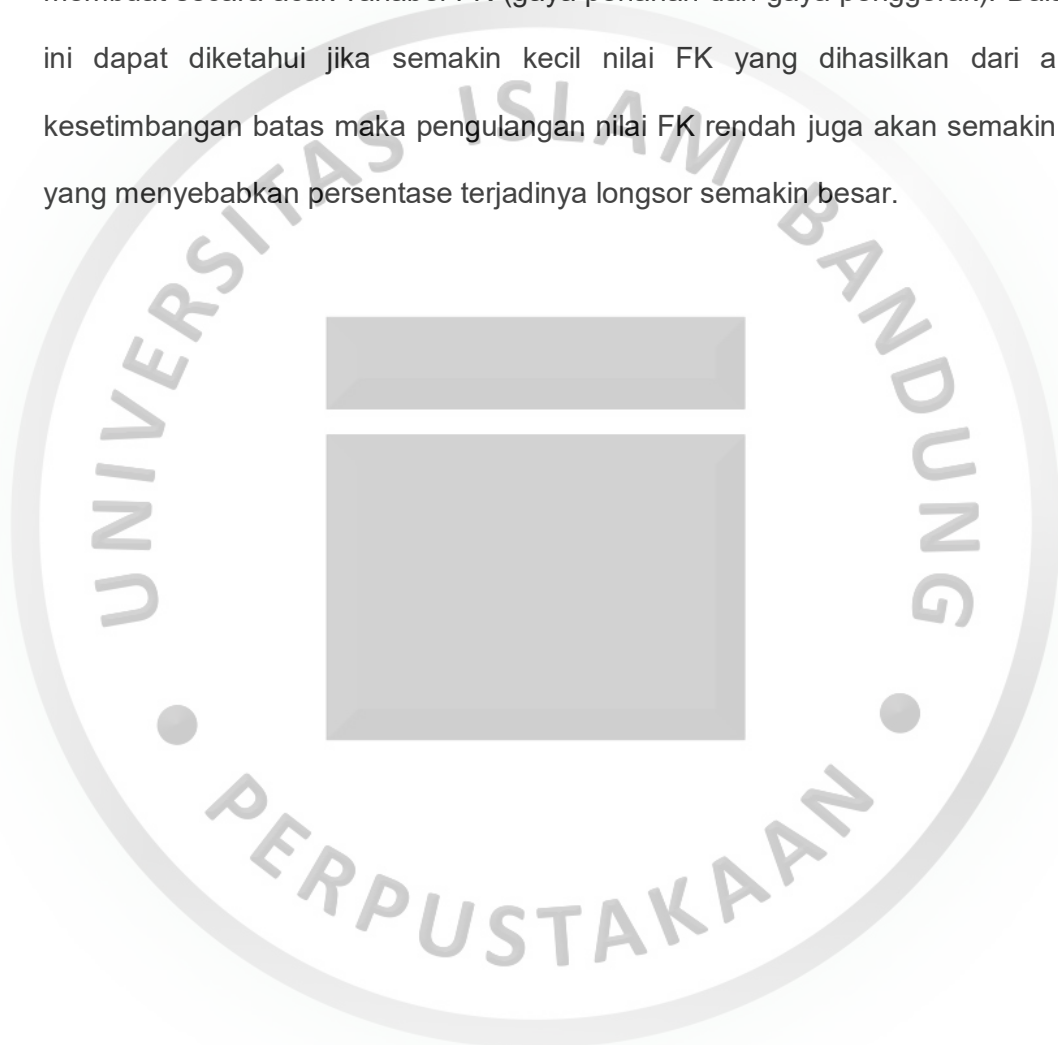 ini dapat diketahui jika semakin kecil nilai FK yang dihasilkan dari a
kesetimbangan batas maka pengulangan nilai FK rendah juga akan semakin
yang menyebabkan persentase terjadinya longsor semakin besar.
UNIVERSITAS ISLAM BANDUNG
PERPUSTAKAAN